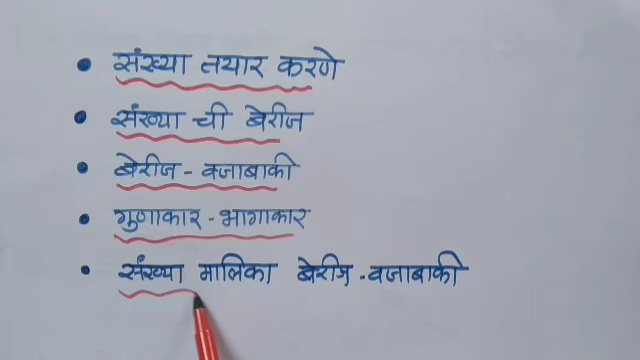 • संख्या तयार करणे
• संख्या ची बेरीज
• बेरीज - वजाबाकी
• गुणाकार - भागाकार
• संख्या मालिका बेरीज - वजाबाकी